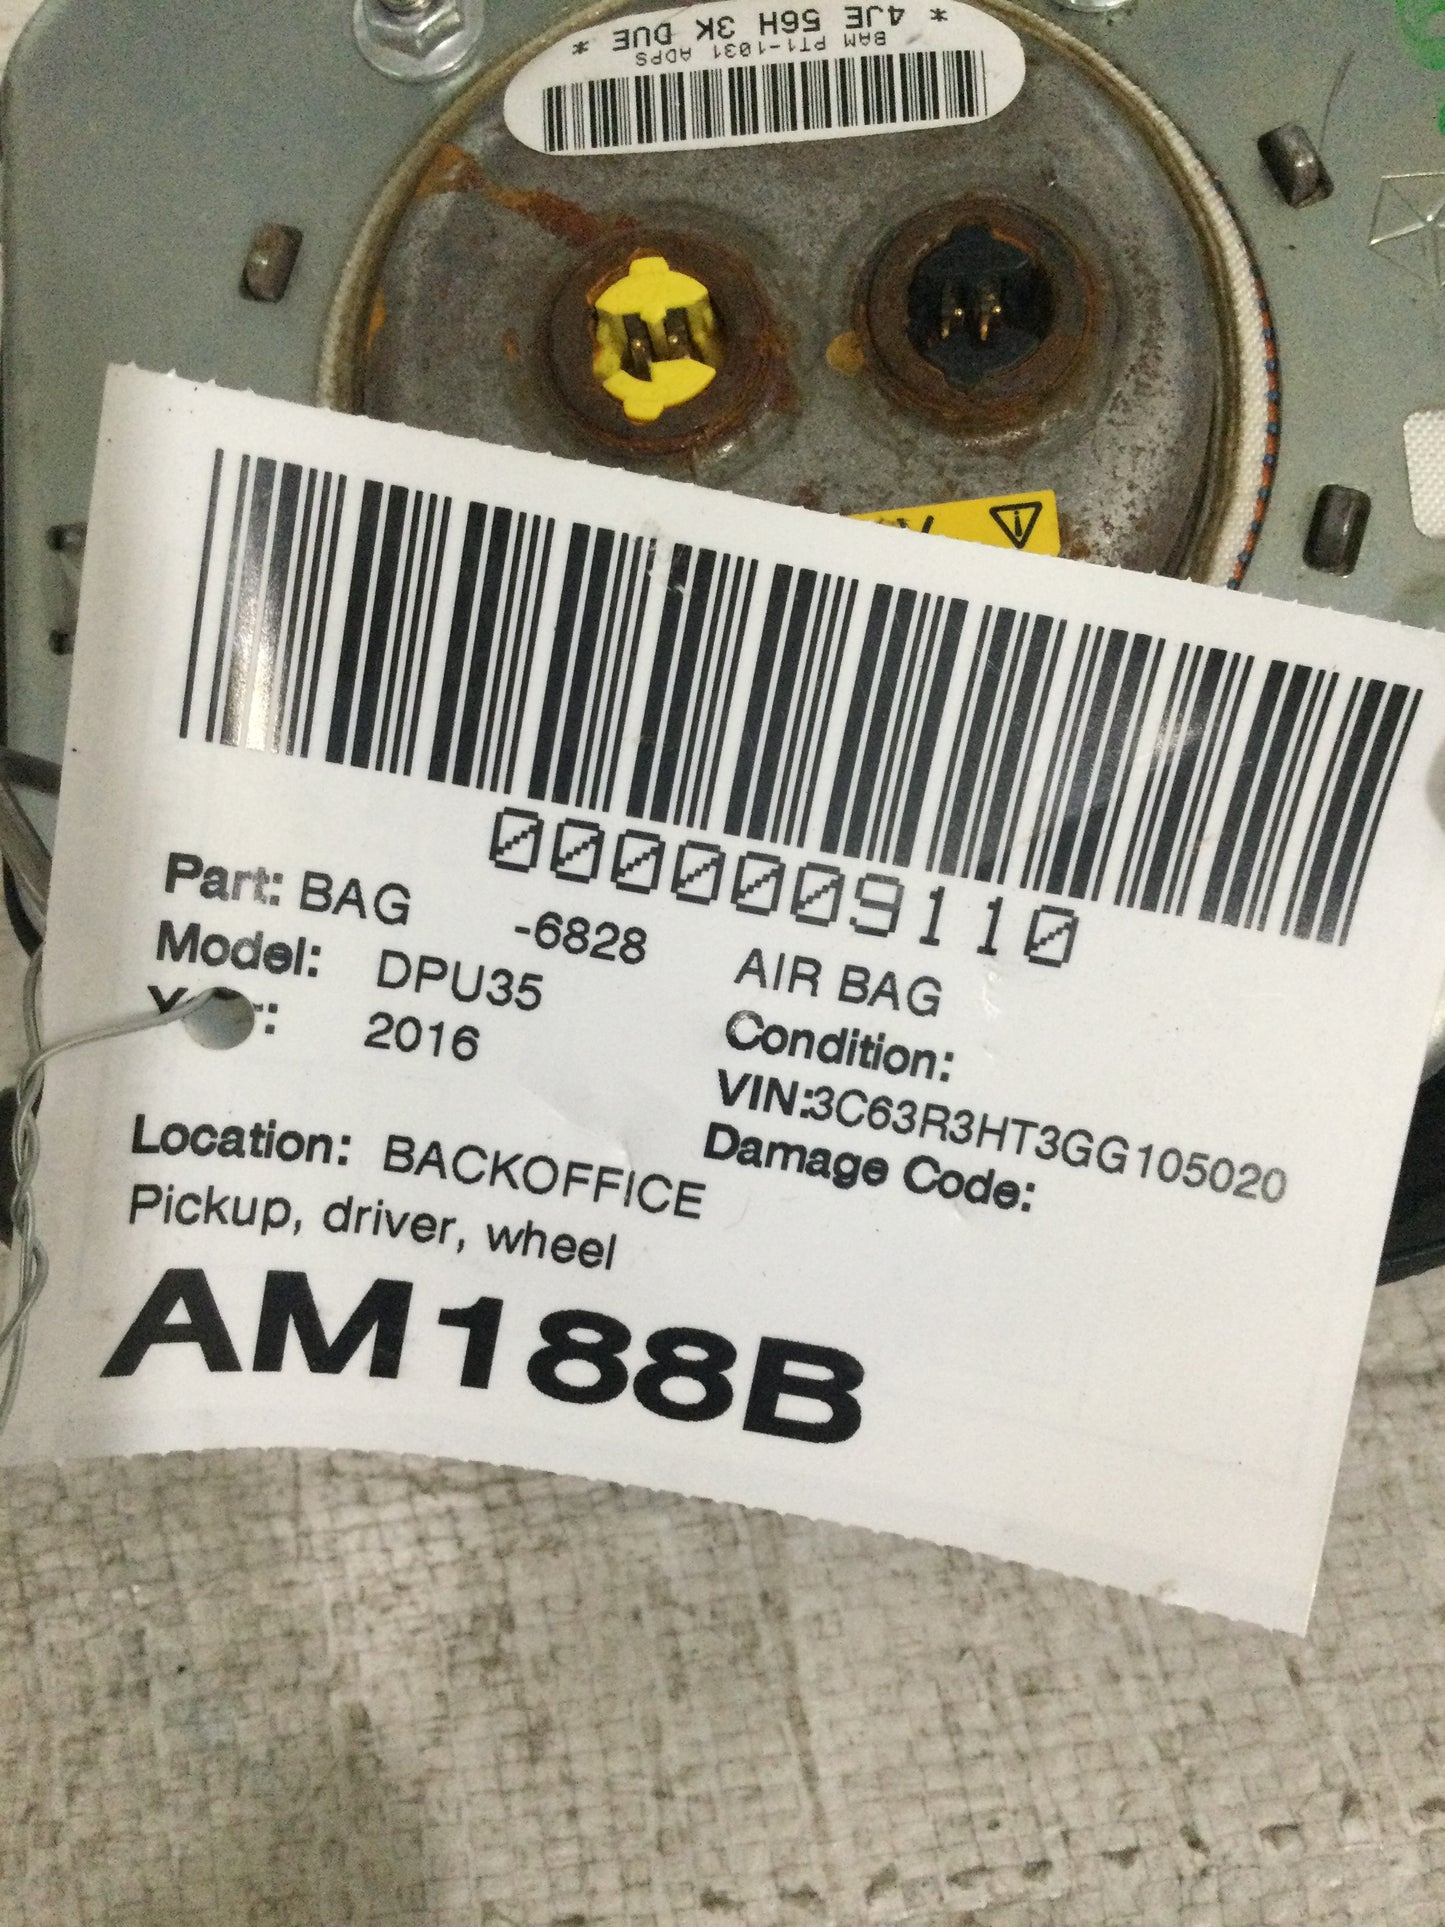 * 4JE 56H 3K DUE *
BAM PT1-1031 ADPS
0000009110
Part: BAG -6828 AIR BAG
Model: DPU35 Condition:
2016 VIN:3C63R3HT3GG105020
Location: BACKOFFICE Damage Code:
Pickup, driver, wheel
AM188B